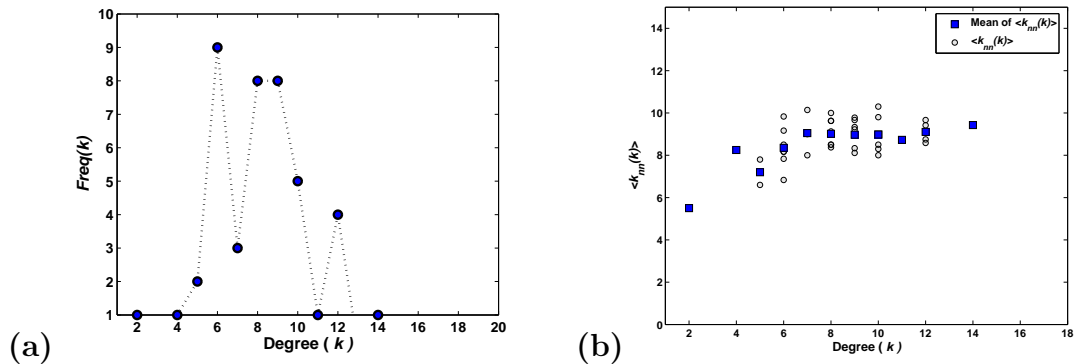 10
9
8
7
6
5
4
3
2
1
Freq(k)
2 4 6 8 10 12 14 16 18 20
Degree ( k )
(a)
Mean of <k_nn(k)>
<k_nn(k)>
14
12
10
8
6
4
2
0
<k_nn(k)>
0 2 4 6 8 10 12 14 16 18
Degree ( k )
(b)